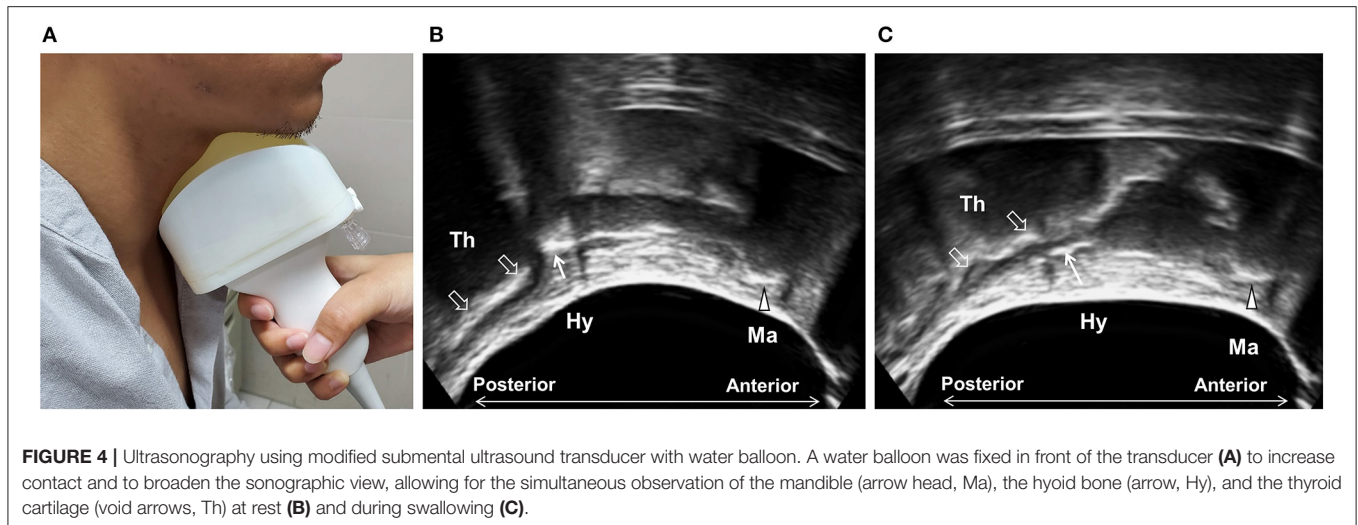 A
B
C
Th
Hy
Ma
Posterior
Anterior
Th
Hy
Ma
Posterior
Anterior
FIGURE 4 | Ultrasonography using modified submental ultrasound transducer with water balloon. A water balloon was fixed in front of the transducer (A) to increase
contact and to broaden the sonographic view, allowing for the simultaneous observation of the mandible (arrow head, Ma), the hyoid bone (arrow, Hy), and the thyroid
cartilage (void arrows, Th) at rest (B) and during swallowing (C).